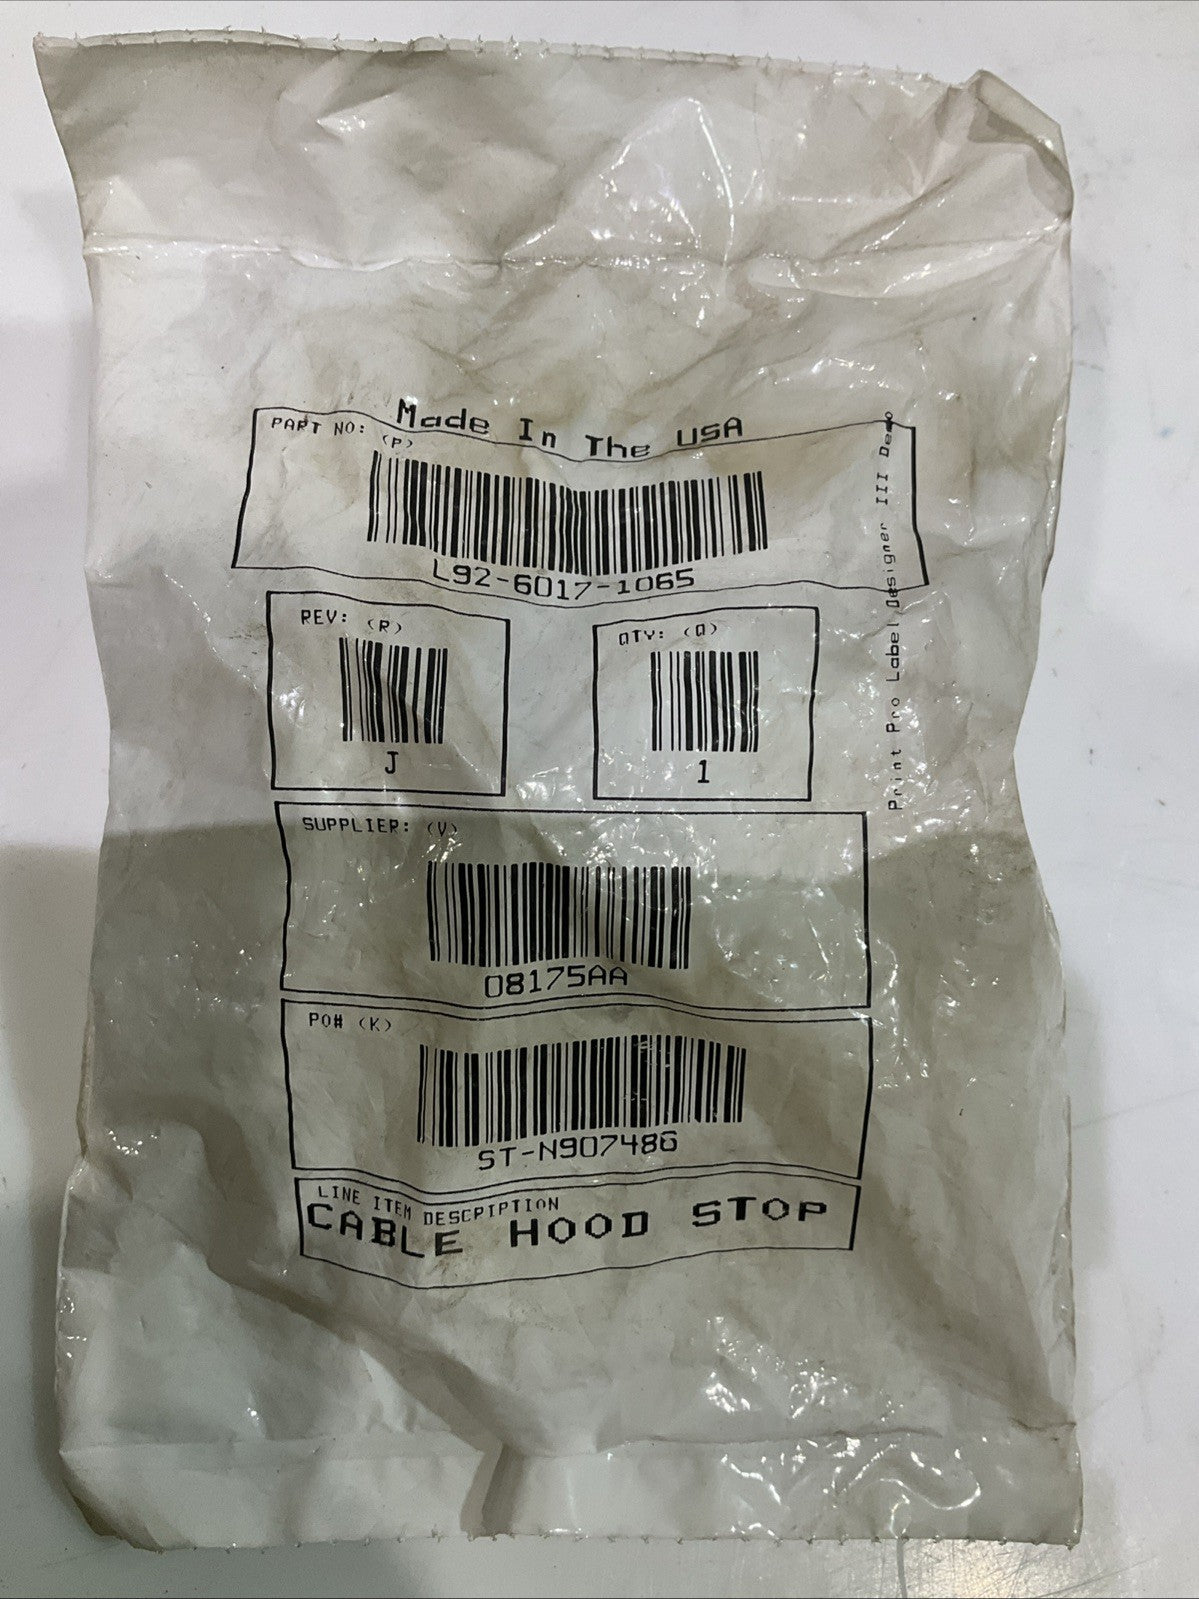 Made In The USA
PART NO: (P)
L92-6017-1065
REV: (R)
J
QTY: (Q)
1
SUPPLIER: (V)
08175AA
PO# (K)
ST-N907486
LINE ITEM DESCRIPTION
CABLE HOOD STOP
Print Pro Label Designer III Demo